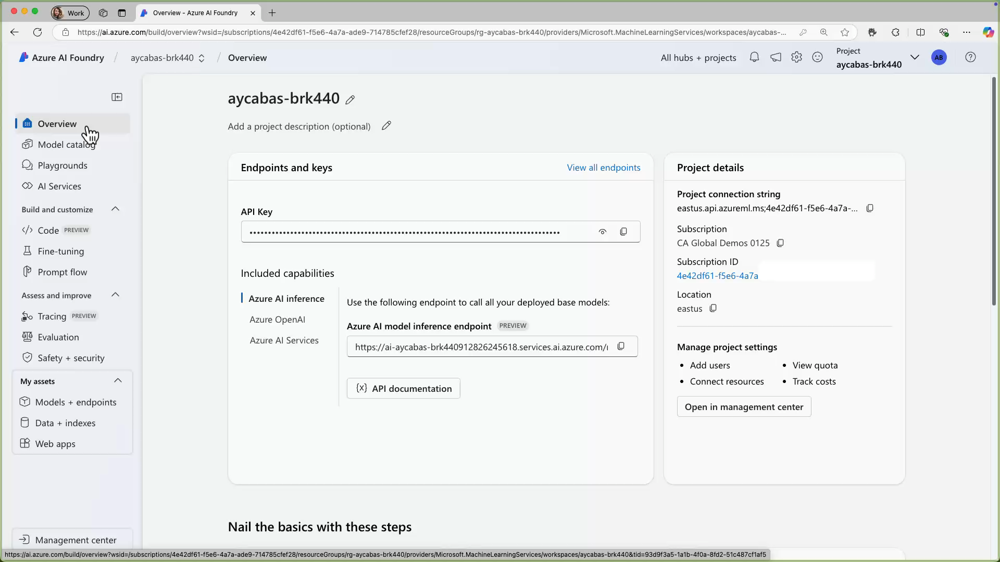 Work
Overview - Azure AI Foundry
https://ai.azure.com/build/overview?wsid=/subscriptions/4e42df61-f5e6-4a7a-ade9-714785cfef28/resourceGroups/rg-aycabas-brk440/providers/Microsoft.MachineLearningServices/workspaces/aycabas-...
Azure AI Foundry / aycabas-brk440 / Overview
All hubs + projects
Project
aycabas-brk440
AB
Overview
Model catalog
Playgrounds
AI Services
Build and customize
Code PREVIEW
Fine-tuning
Prompt flow
Assess and improve
Tracing PREVIEW
Evaluation
Safety + security
My assets
Models + endpoints
Data + indexes
Web apps
Management center
aycabas-brk440
Add a project description (optional)
Endpoints and keys
View all endpoints
API Key
Included capabilities
Azure AI inference
Azure OpenAI
Azure AI Services
Use the following endpoint to call all your deployed base models:
Azure AI model inference endpoint PREVIEW
https://ai-aycabas-brk440912826245618.services.ai.azure.com/
{x} API documentation
Project details
Project connection string
eastus.api.azureml.ms;4e42df61-f5e6-4a7a-...
Subscription
CA Global Demos 0125
Subscription ID
4e42df61-f5e6-4a7a
Location
eastus
Manage project settings
• Add users
• View quota
• Connect resources
• Track costs
Open in management center
Nail the basics with these steps
https://ai.azure.com/build/overview?wsid=/subscriptions/4e42df61-f5e6-4a7a-ade9-714785cfef28/resourceGroups/rg-aycabas-brk440/providers/Microsoft.MachineLearningServices/workspaces/aycabas-brk440&tid=93d9f3a5-1a1b-4f0a-8fd2-51c487cf1af5